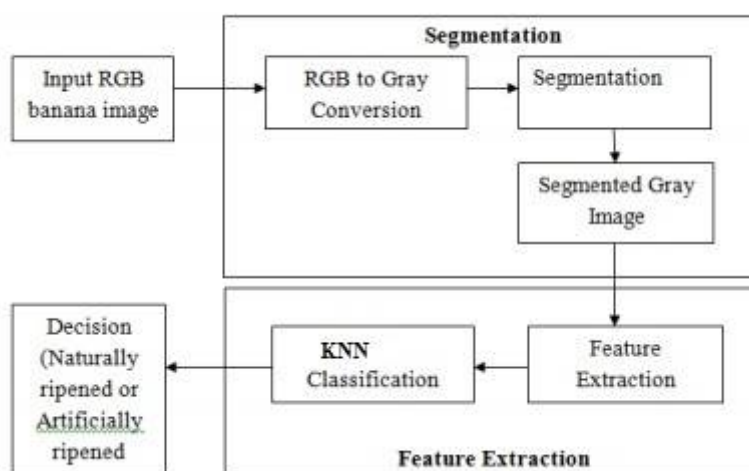 Segmentation
Input RGB
banana image
RGB to Gray
Conversion
Segmentation
Segmented Gray
Image
Feature
Extraction
KNN
Classification
Decision
(Naturally
ripened or
Artificially
ripened
Feature Extraction